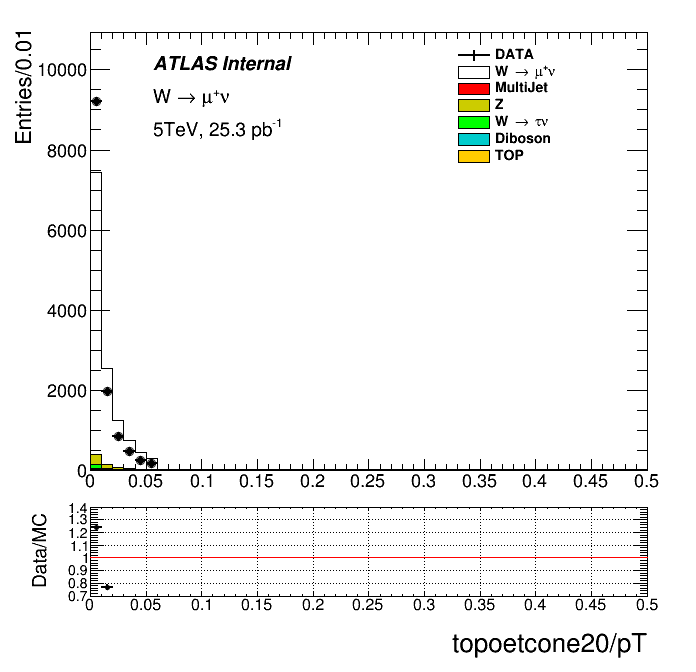 Entries/0.01
10000
8000
6000
4000
2000
0
ATLAS Internal
W → μ⁺ν
5TeV, 25.3 pb⁻¹
DATA
W → μ⁺ν
MultiJet
Z
W → τν
Diboson
TOP
0 0.05 0.1 0.15 0.2 0.25 0.3 0.35 0.4 0.45 0.5
Data/MC
1.4
1.3
1.2
1.1
1
0.9
0.8
0.7
0 0.05 0.1 0.15 0.2 0.25 0.3 0.35 0.4 0.45 0.5
topoetcone20/pT